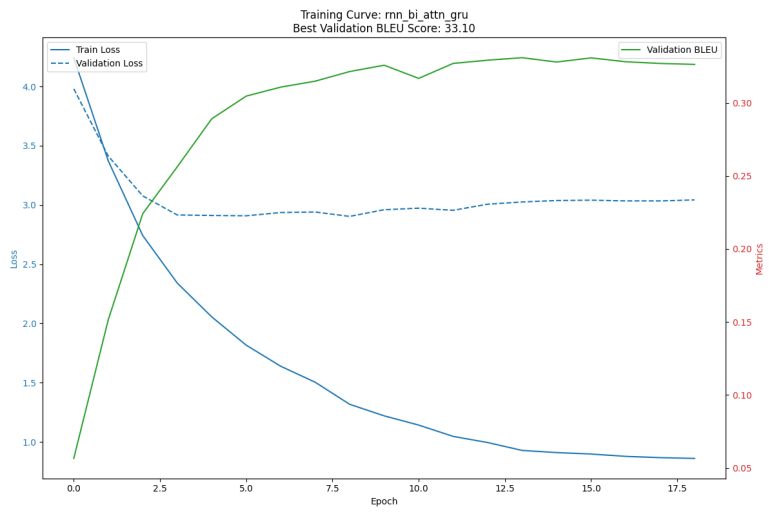 Training Curve: rnn_bi_attn_gru
Best Validation BLEU Score: 33.10
Train Loss
Validation Loss
Validation BLEU
4.0
3.5
3.0
2.5
2.0
1.5
1.0
Loss
0.30
0.25
0.20
0.15
0.10
0.05
Metrics
0.0 2.5 5.0 7.5 10.0 12.5 15.0 17.5
Epoch